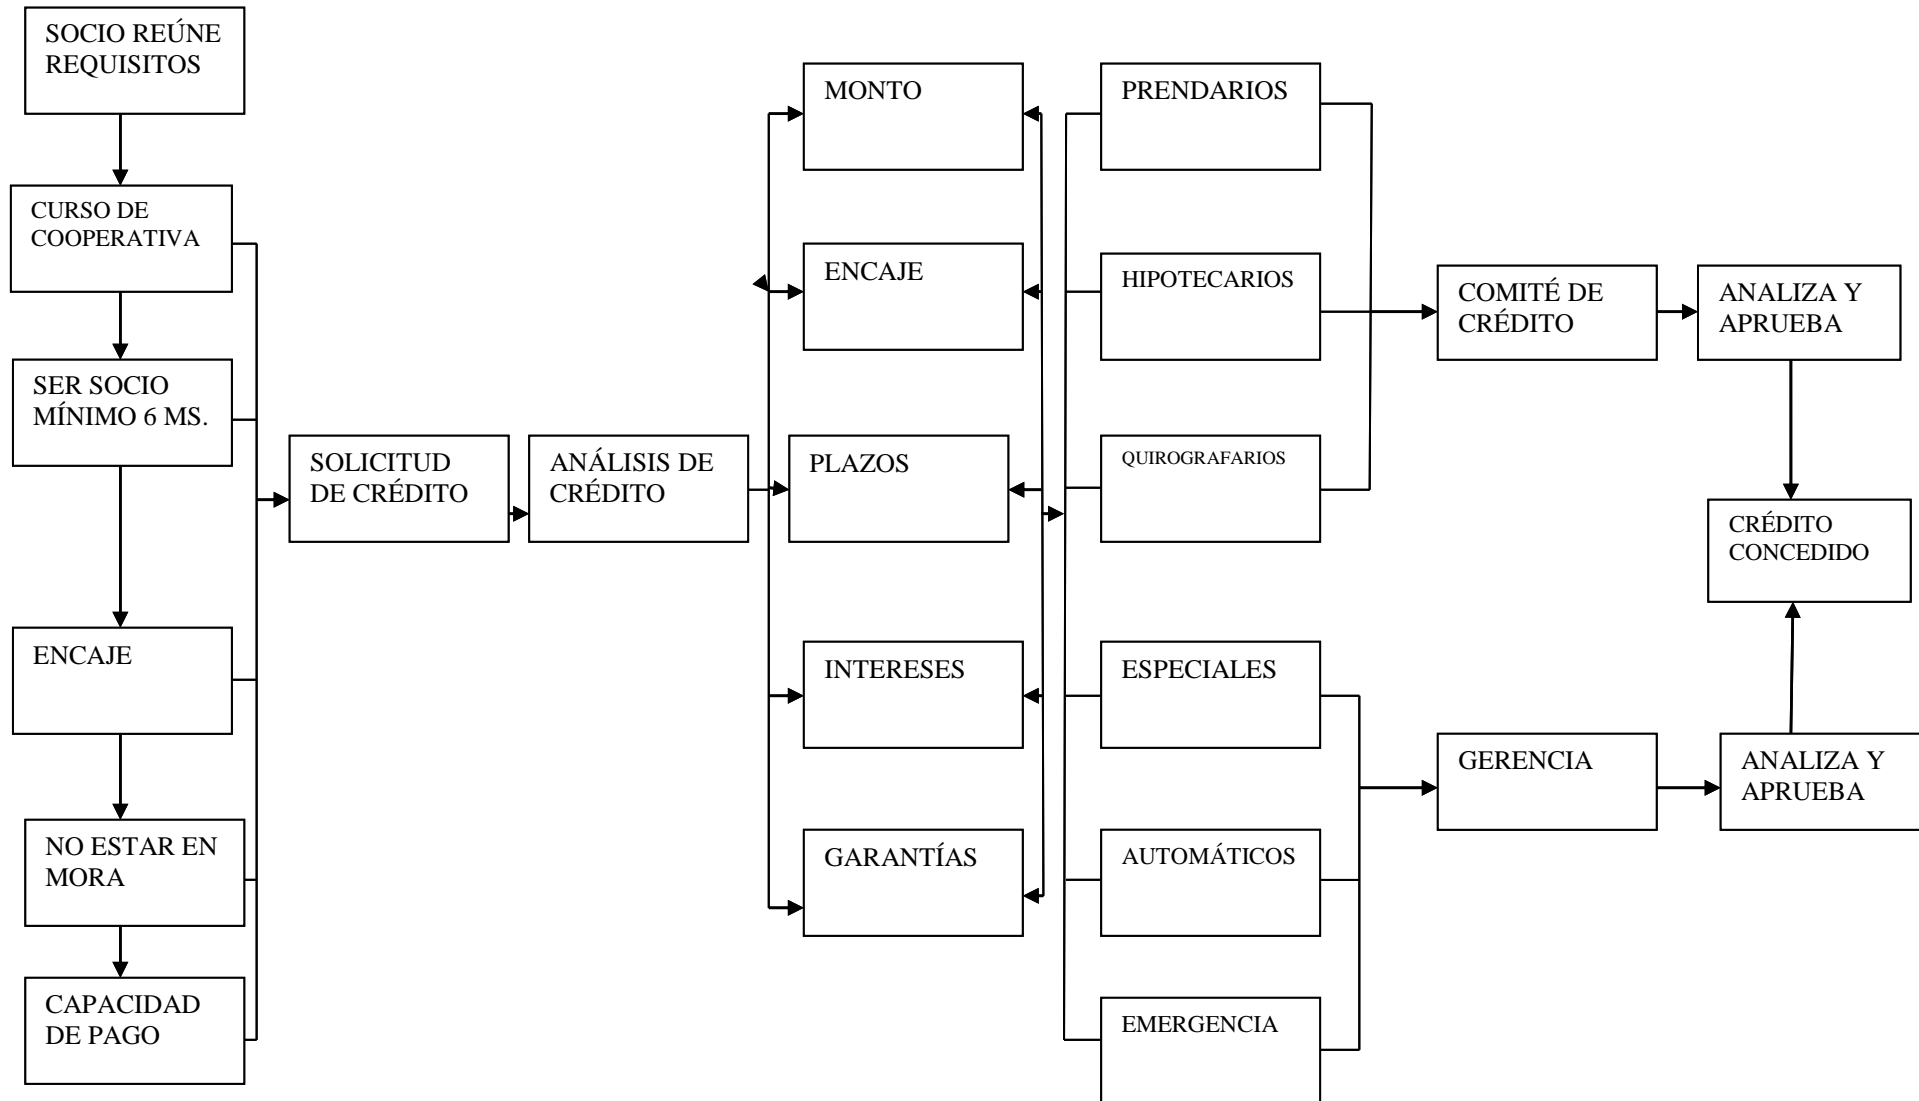 SOCIO REÚNE
REQUISITOS
CURSO DE
COOPERATIVA
SER SOCIO
MÍNIMO 6 MS.
ENCAJE
NO ESTAR EN
MORA
CAPACIDAD
DE PAGO
SOLICITUD
DE CRÉDITO
ANÁLISIS DE
CRÉDITO
MONTO
ENCAJE
PLAZOS
INTERESES
GARANTÍAS
PRENDARIOS
HIPOTECARIOS
QUIROGRAFARIOS
ESPECIALES
AUTOMÁTICOS
EMERGENCIA
COMITÉ DE
CRÉDITO
GERENCIA
ANALIZA Y
APRUEBA
CRÉDITO
CONCEDIDO
ANALIZA Y
APRUEBA